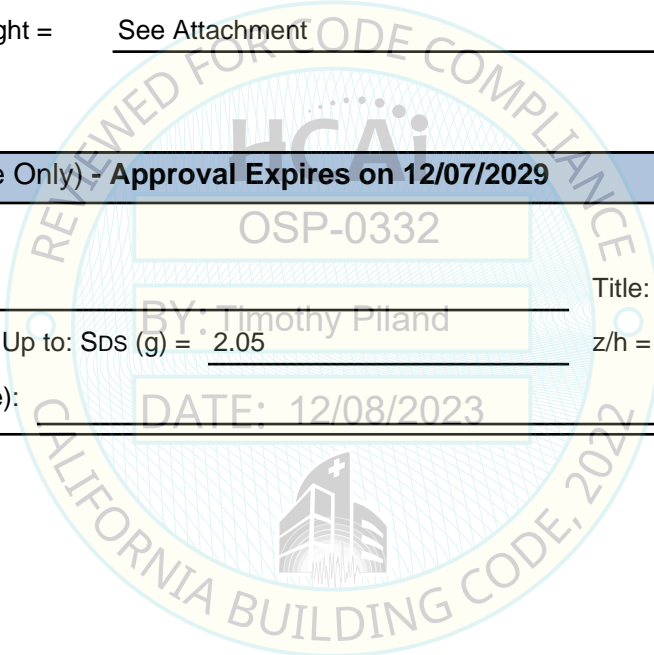 ght = See Attachment
REVIEWED FOR CODE COMPLIANCE
HCAi
e Only) - Approval Expires on 12/07/2029
OSP-0332
Title:
BY: Timothy Piland
Up to: SDS (g) = 2.05 z/h =
e):
DATE: 12/08/2023
CALIFORNIA BUILDING CODE, 2022